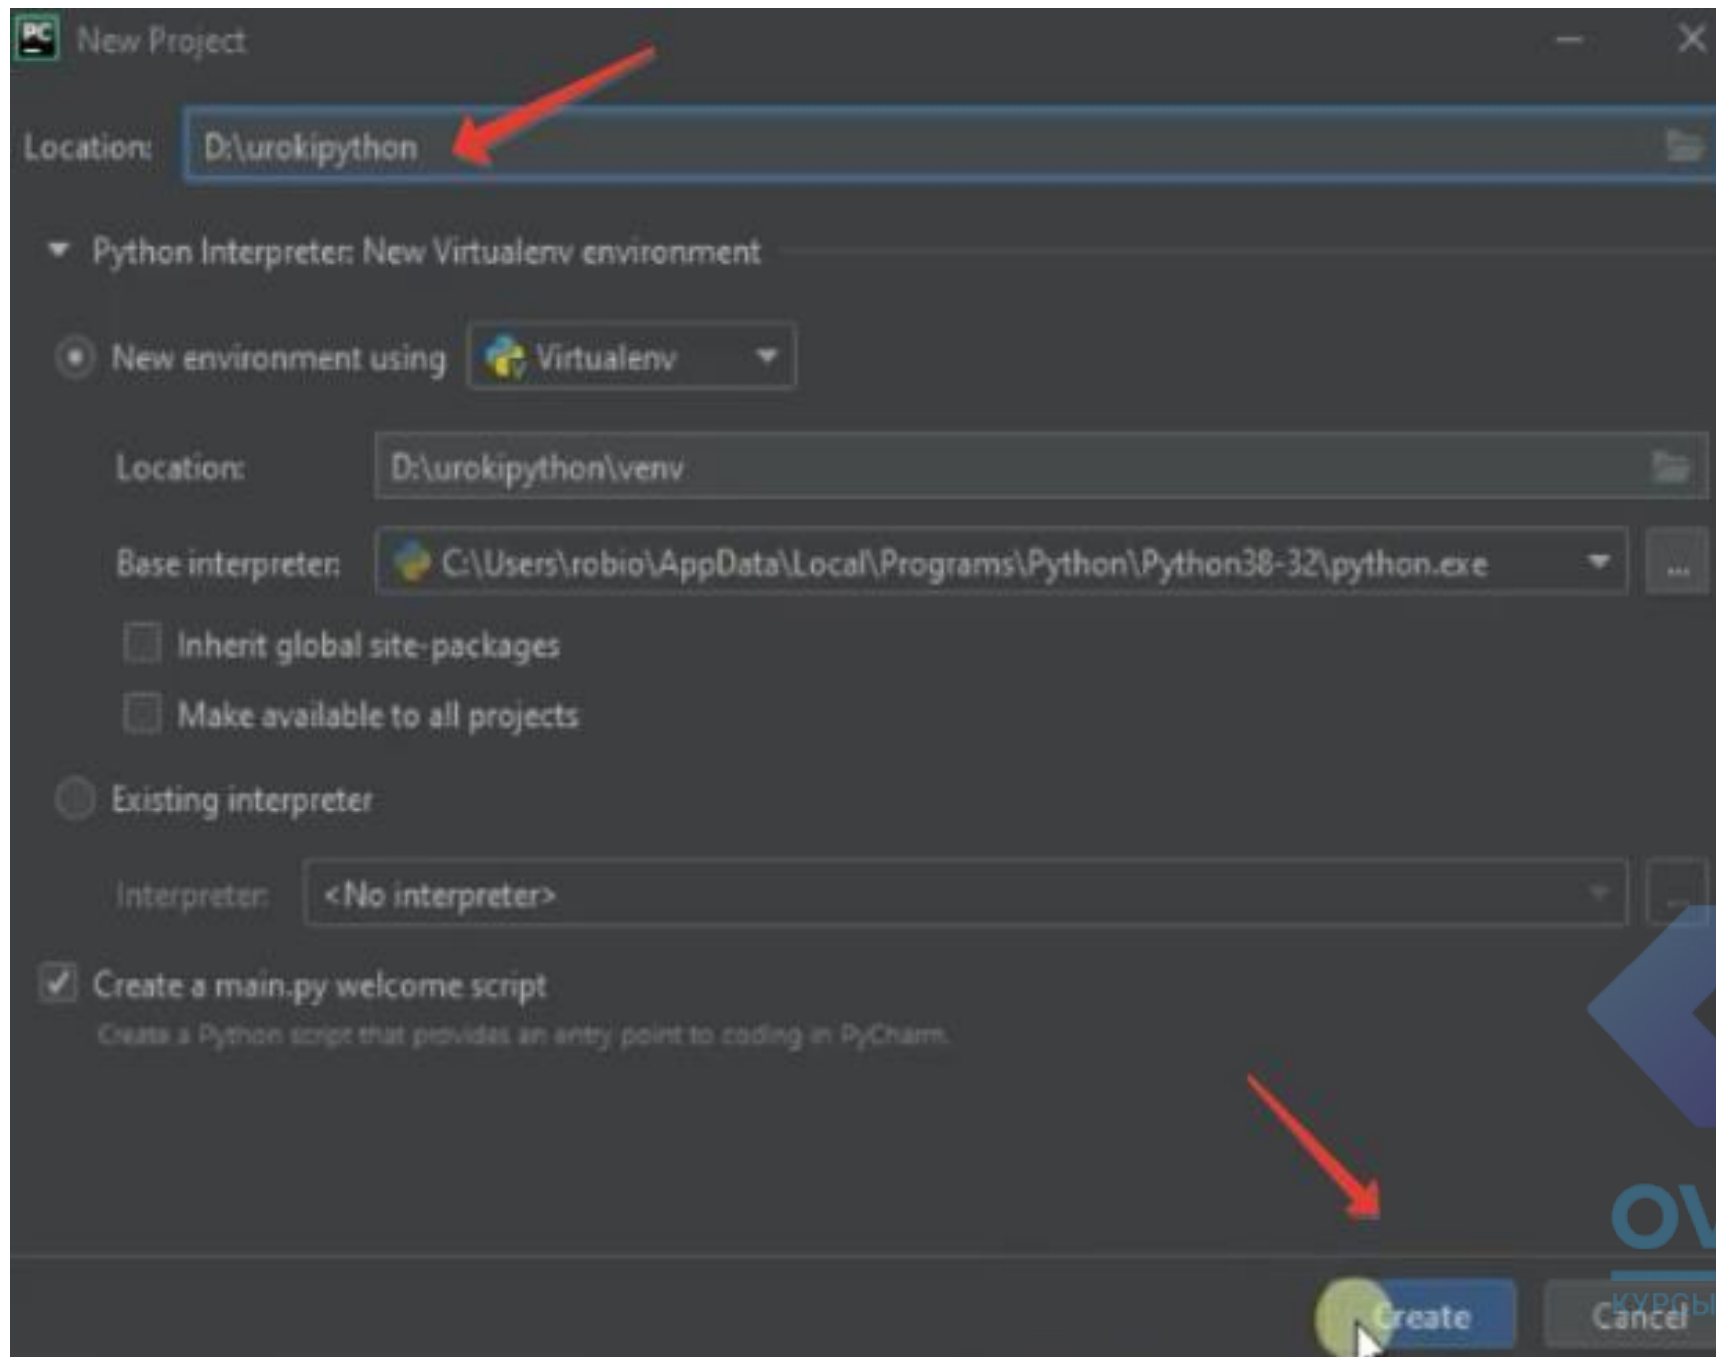 PC New Project
Location: D:\urokipython
Python Interpreter: New Virtualenv environment
New environment using Virtualenv
Location: D:\urokipython\venv
Base interpreter: C:\Users\robio\AppData\Local\Programs\Python\Python38-32\python.exe ...
Inherit global site-packages
Make available to all projects
Existing interpreter
Interpreter: <No interpreter> ...
Create a main.py welcome script
Create a Python script that provides an entry point to coding in PyCharm.
OV
Create Cancel
КУРСЫ